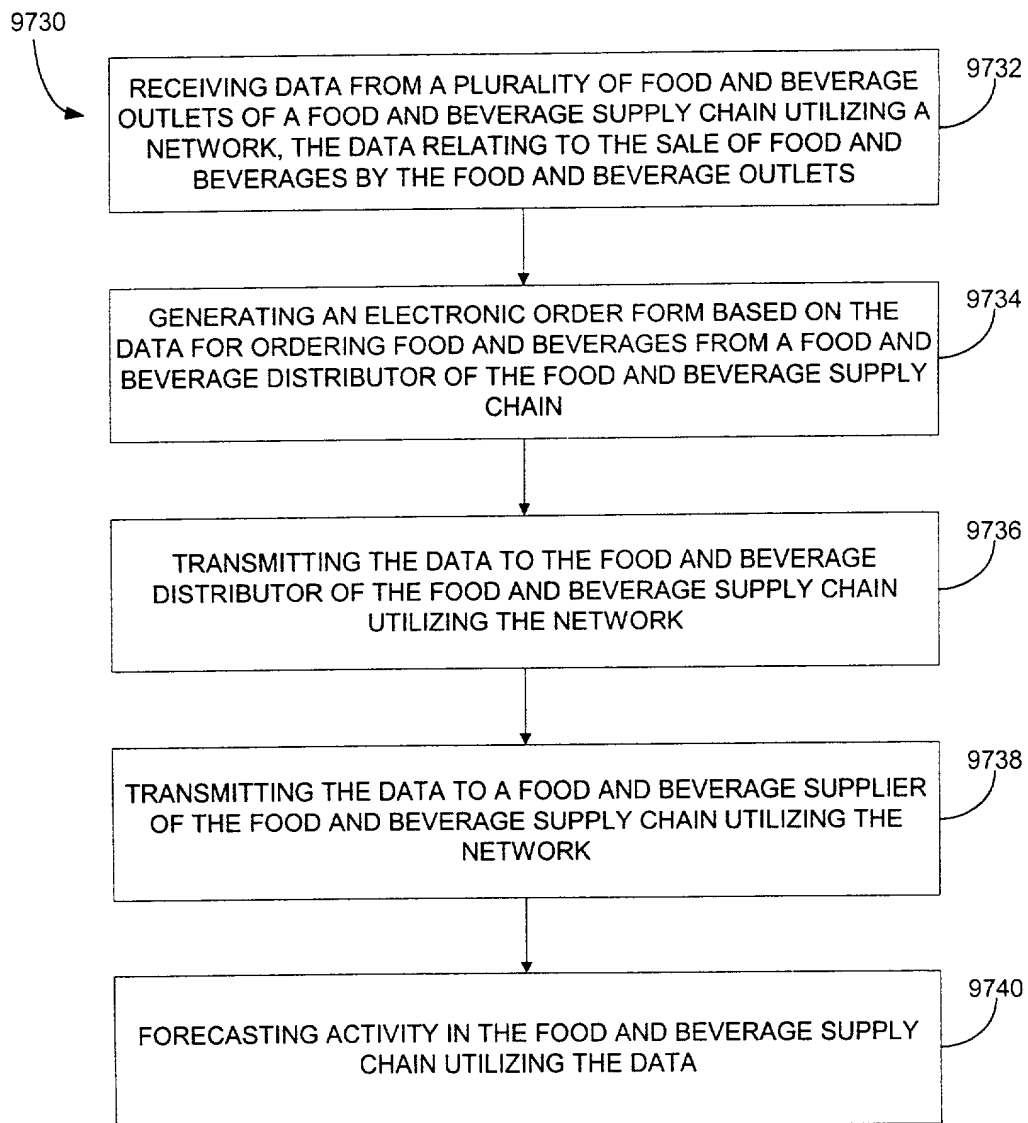 9730
RECEIVING DATA FROM A PLURALITY OF FOOD AND BEVERAGE
OUTLETS OF A FOOD AND BEVERAGE SUPPLY CHAIN UTILIZING A
NETWORK, THE DATA RELATING TO THE SALE OF FOOD AND
BEVERAGES BY THE FOOD AND BEVERAGE OUTLETS
9732
GENERATING AN ELECTRONIC ORDER FORM BASED ON THE
DATA FOR ORDERING FOOD AND BEVERAGES FROM A FOOD AND
BEVERAGE DISTRIBUTOR OF THE FOOD AND BEVERAGE SUPPLY
CHAIN
9734
TRANSMITTING THE DATA TO THE FOOD AND BEVERAGE
DISTRIBUTOR OF THE FOOD AND BEVERAGE SUPPLY CHAIN
UTILIZING THE NETWORK
9736
TRANSMITTING THE DATA TO A FOOD AND BEVERAGE SUPPLIER
OF THE FOOD AND BEVERAGE SUPPLY CHAIN UTILIZING THE
NETWORK
9738
FORECASTING ACTIVITY IN THE FOOD AND BEVERAGE SUPPLY
CHAIN UTILIZING THE DATA
9740